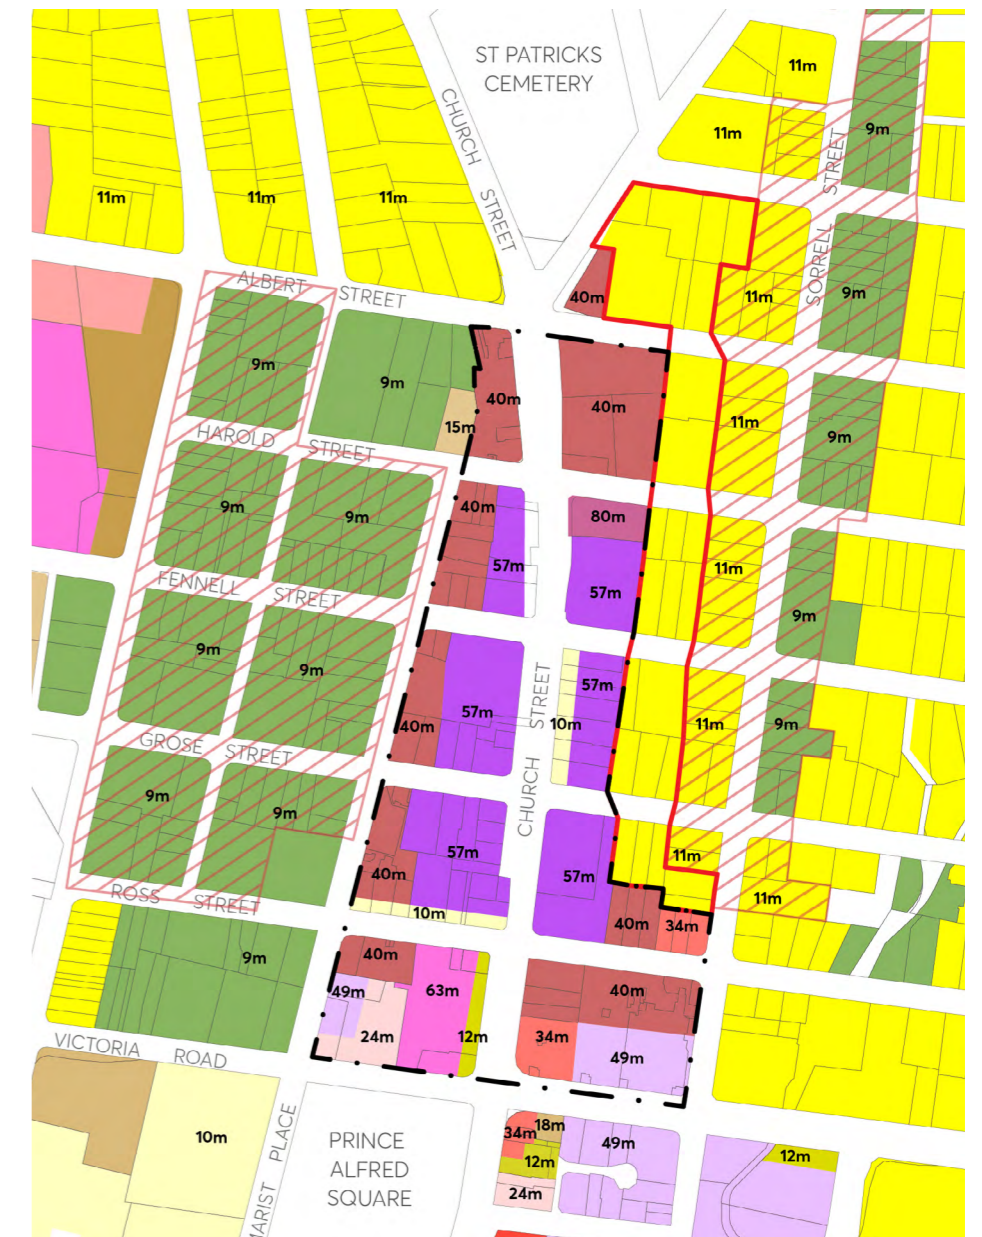 ST PATRICKS
CEMETERY
11m
11m
9m
CHURCH STREET
SORRELL STREET
11m
11m
11m
40m
11m
9m
ALBERT STREET
9m
9m
15m
40m
40m
11m
9m
HAROLD STREET
9m
9m
40m
57m
80m
57m
11m
9m
FENNELL STREET
9m
9m
40m
57m
CHURCH STREET
10m
57m
11m
9m
GROSE STREET
9m
9m
40m
57m
10m
57m
11m
11m
ROSS STREET
40m
34m
9m
40m
49m
24m
63m
12m
40m
34m
49m
VICTORIA ROAD
10m
MARIST PLACE
PRINCE
ALFRED
SQUARE
34m
18m
12m
24m
49m
12m